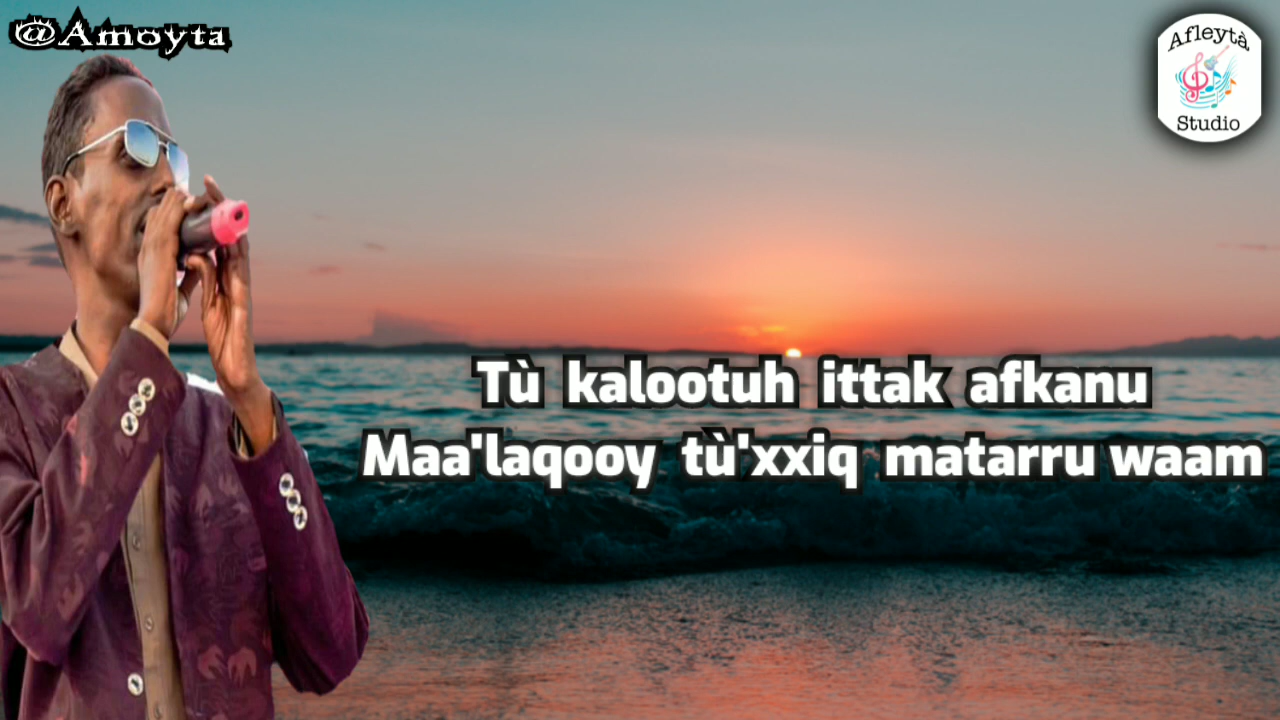 @Amoyta
Afleytà
Studio
Tù kalootuh ittak afkanu
Maa'laqooy tù'xxiq matarru waam